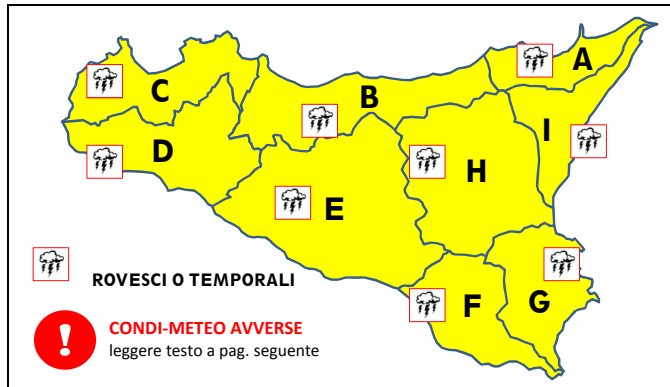 A
C
B
I
D
H
E
F
G
ROVESCI O TEMPORALI
!
CONDI-METEO AVVERSE
leggere testo a pag. seguente